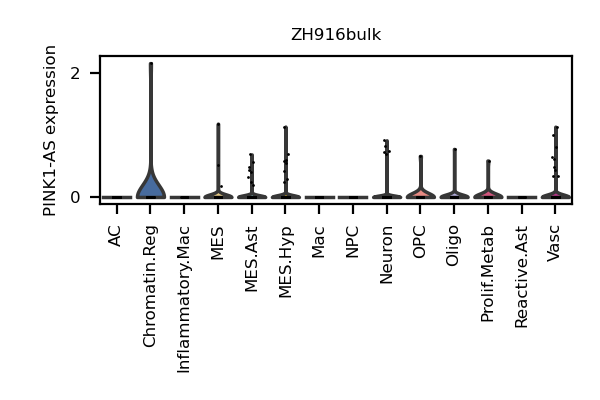 ZH916bulk
PINK1-AS expression
2
0
AC
Chromatin.Reg
Inflammatory.Mac
MES
MES.Ast
MES.Hyp
Mac
NPC
Neuron
OPC
Oligo
Prolif.Metab
Reactive.Ast
Vasc